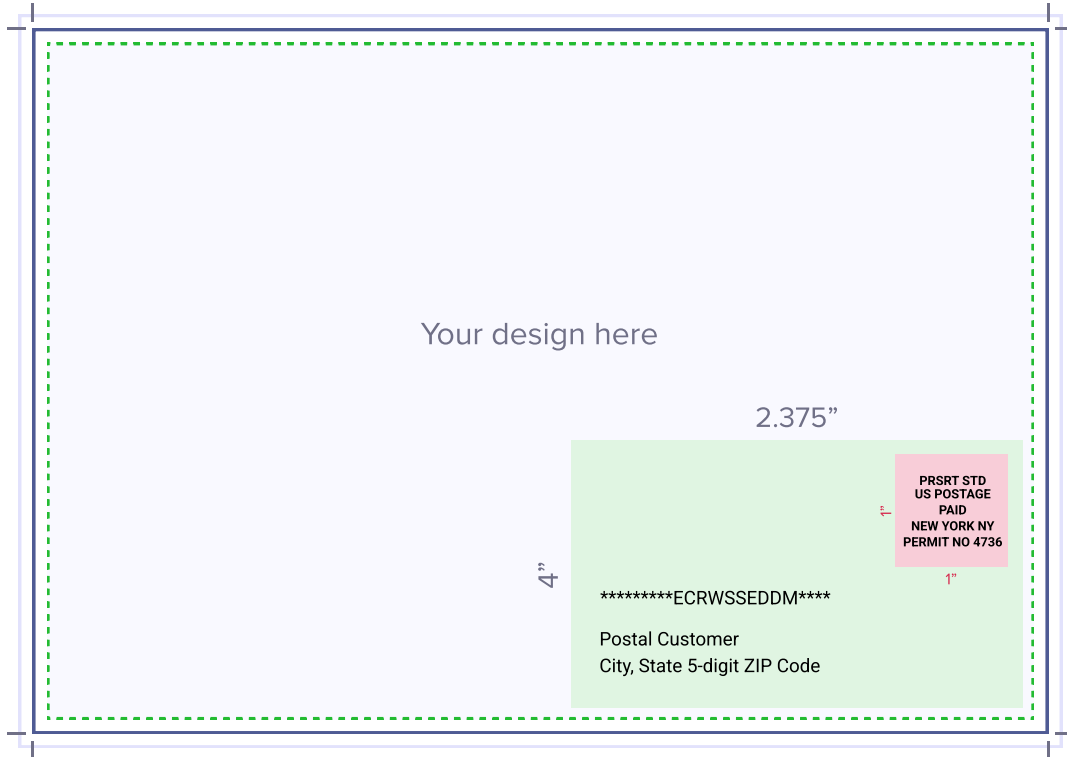 Your design here
2.375”
4”
PRSRT STD
US POSTAGE
PAID
NEW YORK NY
PERMIT NO 4736
1”
1”
*********ECRWSSEDDM****
Postal Customer
City, State 5-digit ZIP Code